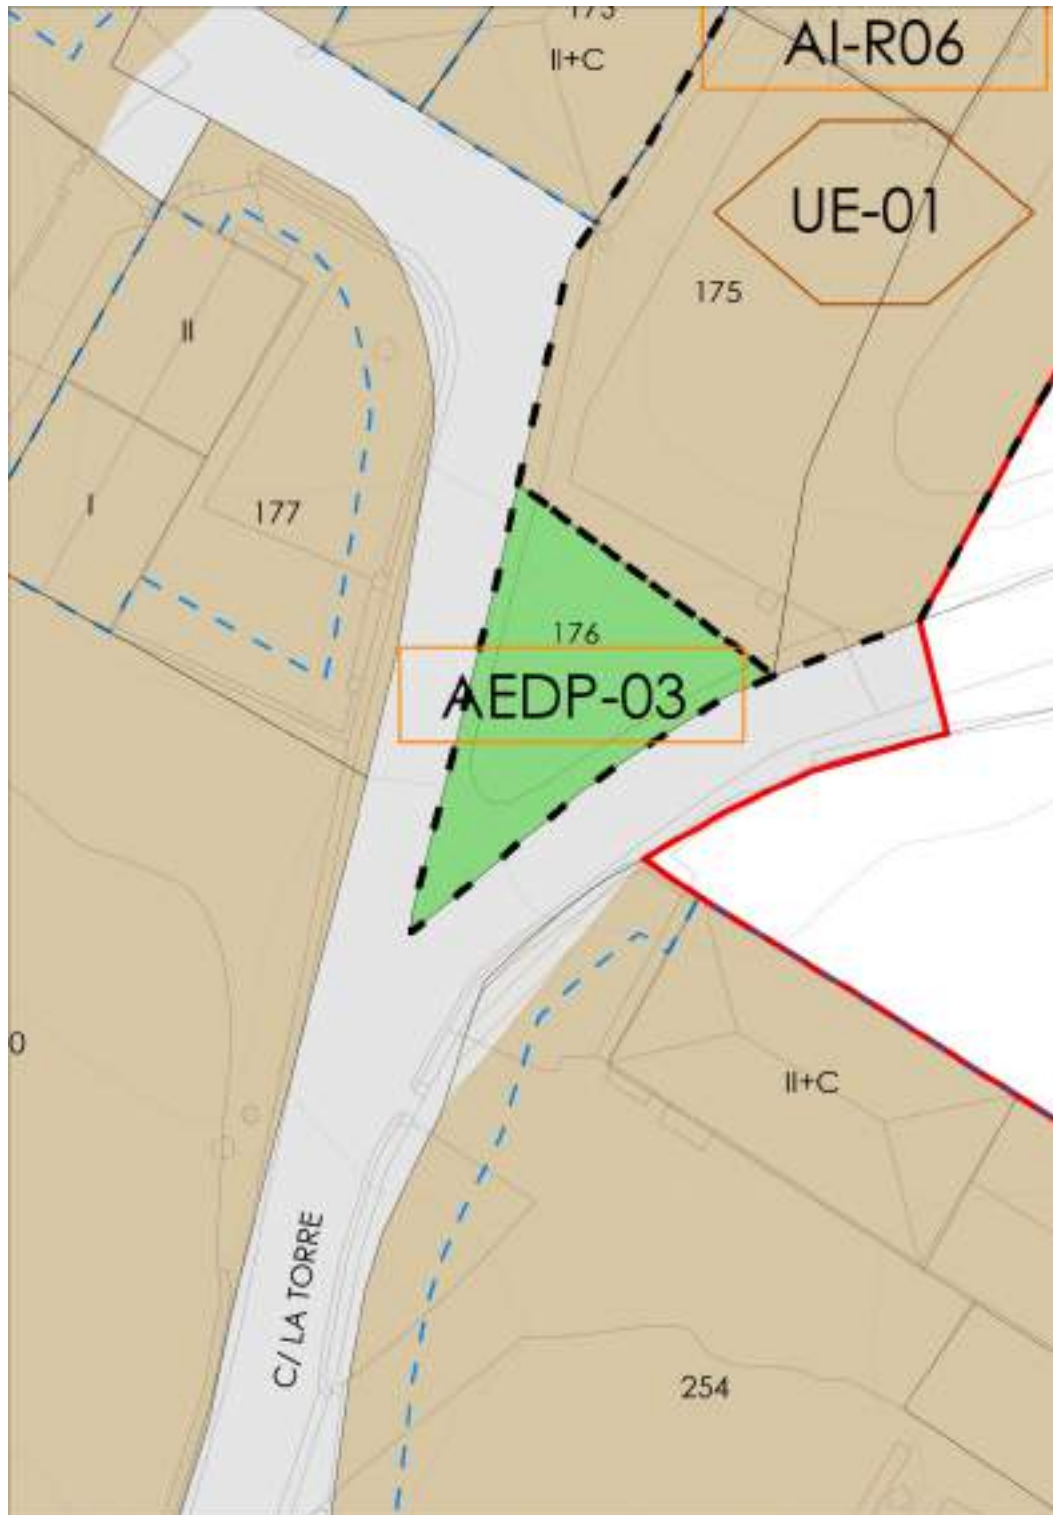 II+C
AI-R06
UE-01
175
II
I
177
176
AEDP-03
0
II+C
C/ LA TORRE
254